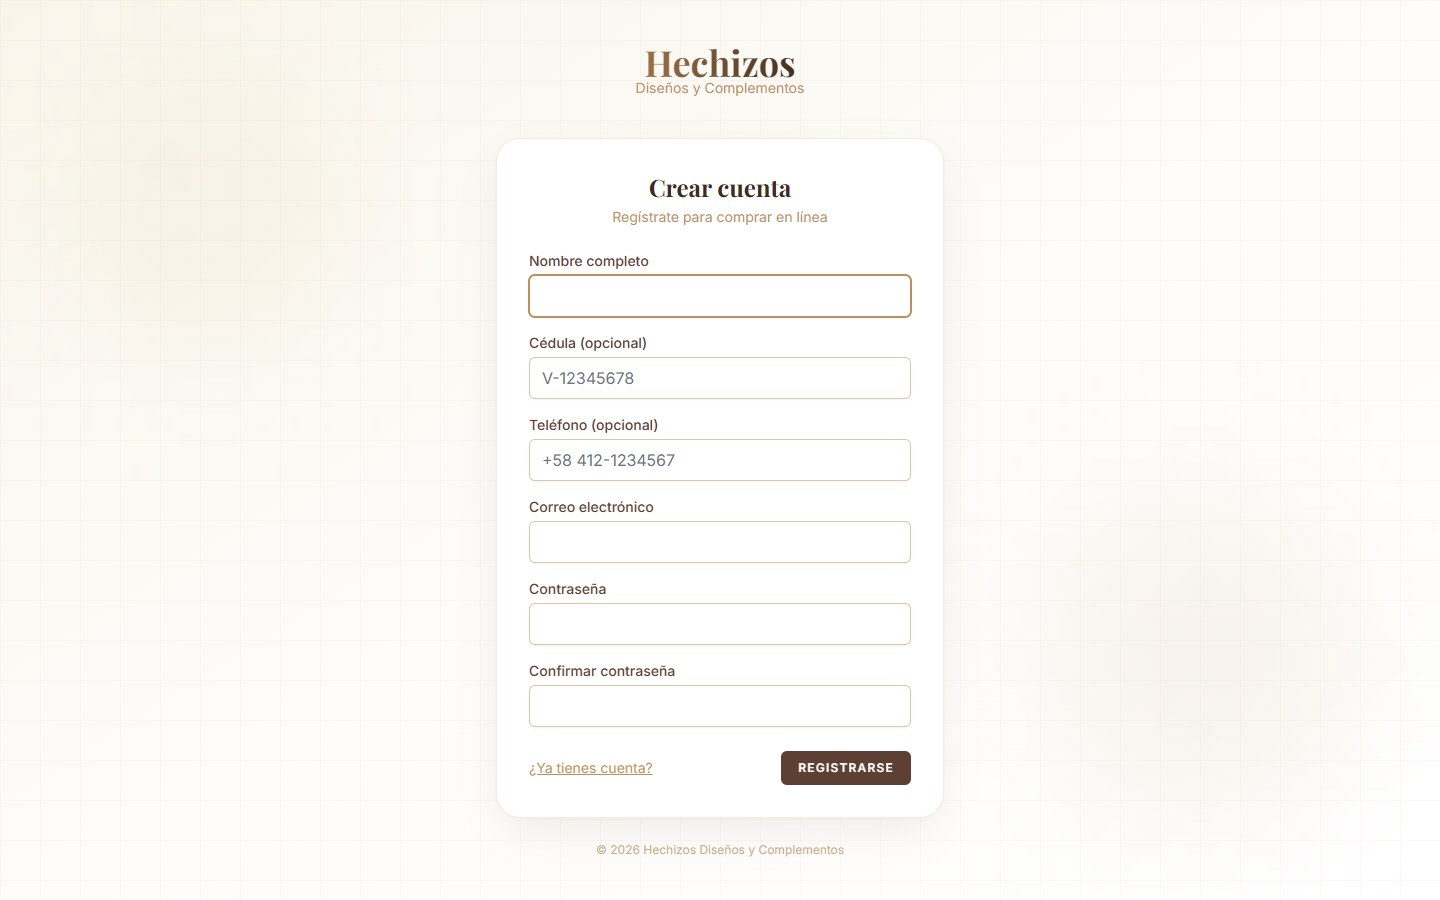 Hechizos
Diseños y Complementos
Crear cuenta
Regístrate para comprar en línea
Nombre completo
Cédula (opcional)
V-12345678
Teléfono (opcional)
+58 412-1234567
Correo electrónico
Contraseña
Confirmar contraseña
¿Ya tienes cuenta?
REGISTRARSE
© 2026 Hechizos Diseños y Complementos